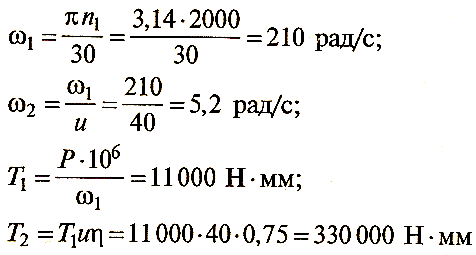 ω₁ = πn₁/30 = 3,14·2000/30 = 210 рад/с;
ω₂ = ω₁/u = 210/40 = 5,2 рад/с;
T₁ = P·10⁶/ω₁ = 11 000 Н·мм;
T₂ = T₁uη = 11 000·40·0,75 = 330 000 Н·мм